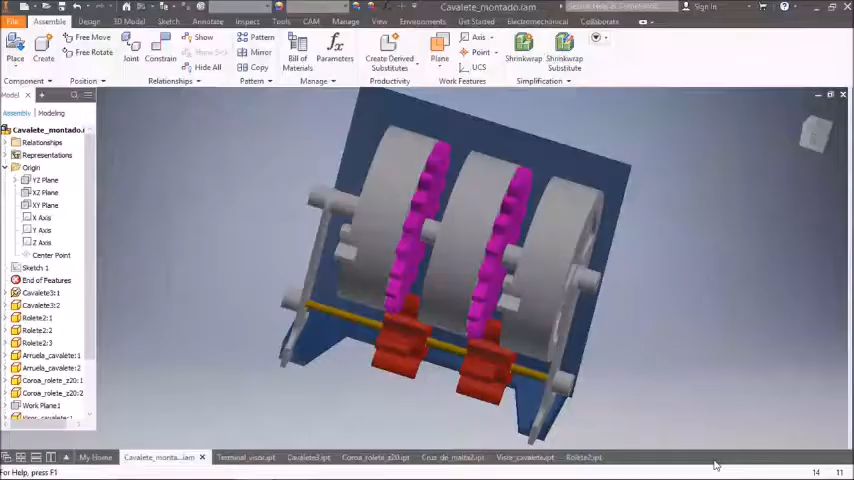 Cavalete_montado.iam
Search Help & Commands...
Sign In
File Assemble Design 3D Model Sketch Annotate Inspect Tools CAM Manage View Environments Get Started Electromechanical Collaborate
Place
Create
Free Move
Free Rotate
Component
Position
Joint
Constrain
Show
Hide All
Relationships
Pattern
Mirror
Copy
Pattern
Bill of
Materials
Parameters
Manage
Create Derived
Substitutes
Productivity
Plane
Axis
Point
UCS
Work Features
Shrinkwrap
Shrinkwrap
Substitute
Simplification
Model
Assembly Modeling
Cavalete_montado.i
Relationships
Representations
Origin
YZ Plane
XZ Plane
XY Plane
X Axis
Y Axis
Z Axis
Center Point
Sketch 1
End of Features
Cavalete3:1
Cavalete3:2
Rolete2:1
Rolete2:2
Rolete2:3
Arruela_cavalete:1
Arruela_cavalete:2
Coroa_rolete_z20:1
Coroa_rolete_z20:2
Work Plane1
My Home Cavalete_monta...iam Terminal_visor.ipt Cavalete3.ipt Coroa_rolete_z20.ipt Cruz_de_malta2.ipt Visor_cavalete.ipt Rolete2.ipt
For Help, press F1
14 11